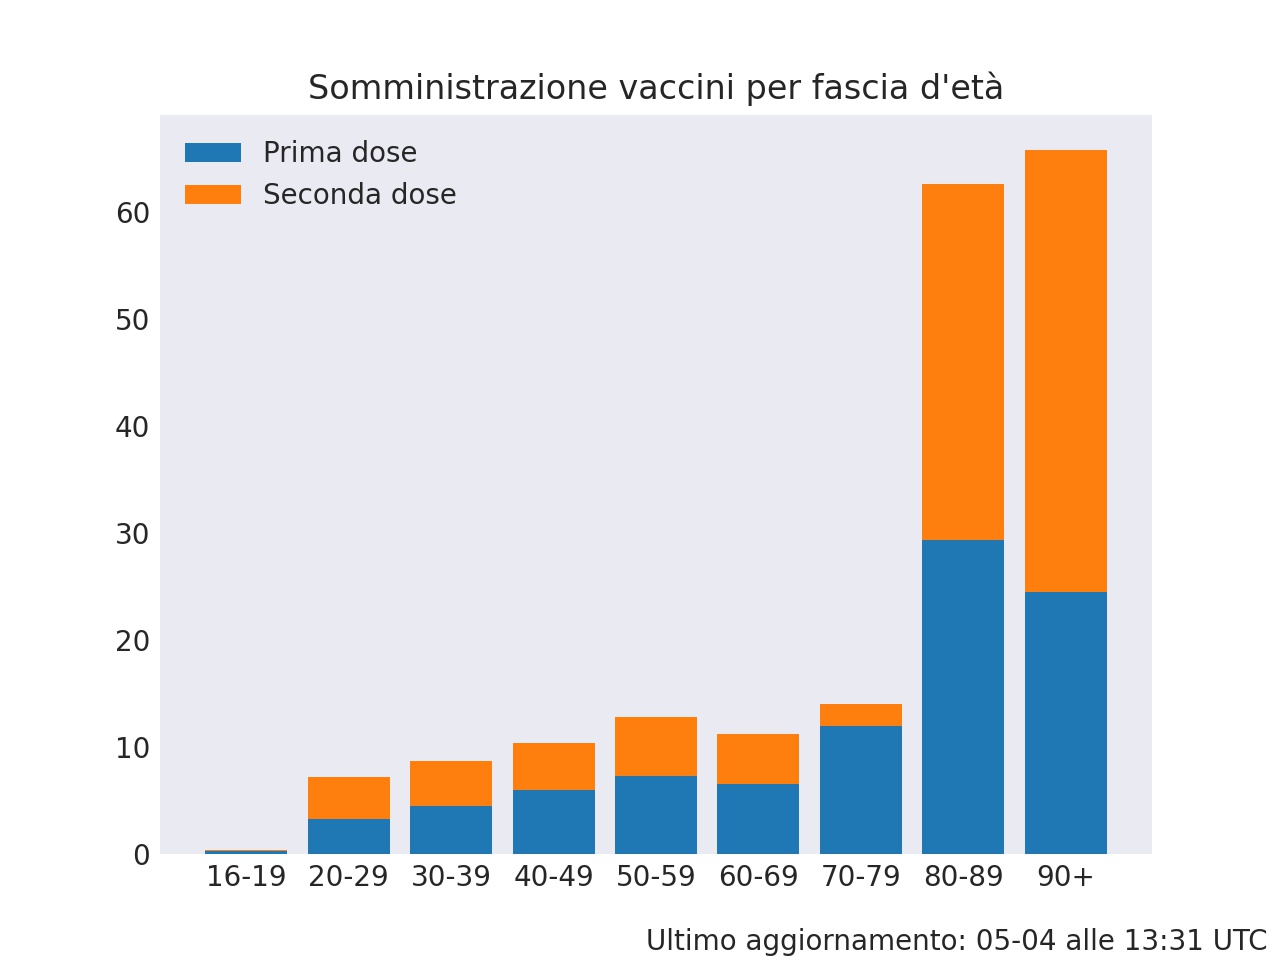 Somministrazione vaccini per fascia d'età
Prima dose
Seconda dose
60
50
40
30
20
10
0
16-19 20-29 30-39 40-49 50-59 60-69 70-79 80-89 90+
Ultimo aggiornamento: 05-04 alle 13:31 UTC